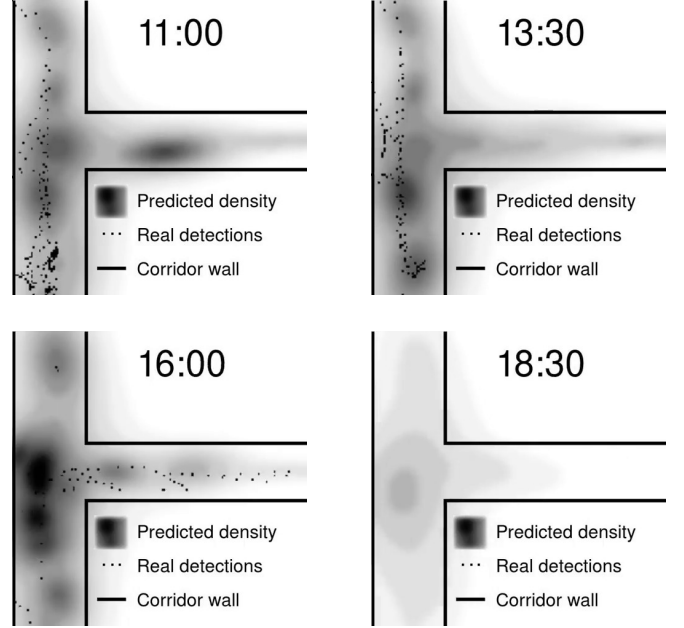 11:00
Predicted density
Real detections
Corridor wall
13:30
Predicted density
Real detections
Corridor wall
16:00
Predicted density
Real detections
Corridor wall
18:30
Predicted density
Real detections
Corridor wall